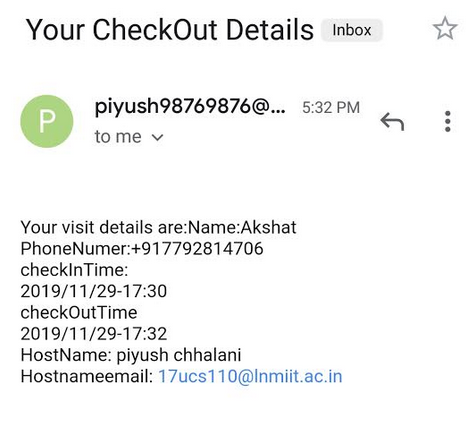 Your CheckOut Details Inbox
P
piyush98769876@... 5:32 PM
to me
Your visit details are:Name:Akshat
PhoneNumer:+917792814706
checkInTime:
2019/11/29-17:30
checkOutTime
2019/11/29-17:32
HostName: piyush chhalani
Hostnameemail: 17ucs110@lnmiit.ac.in